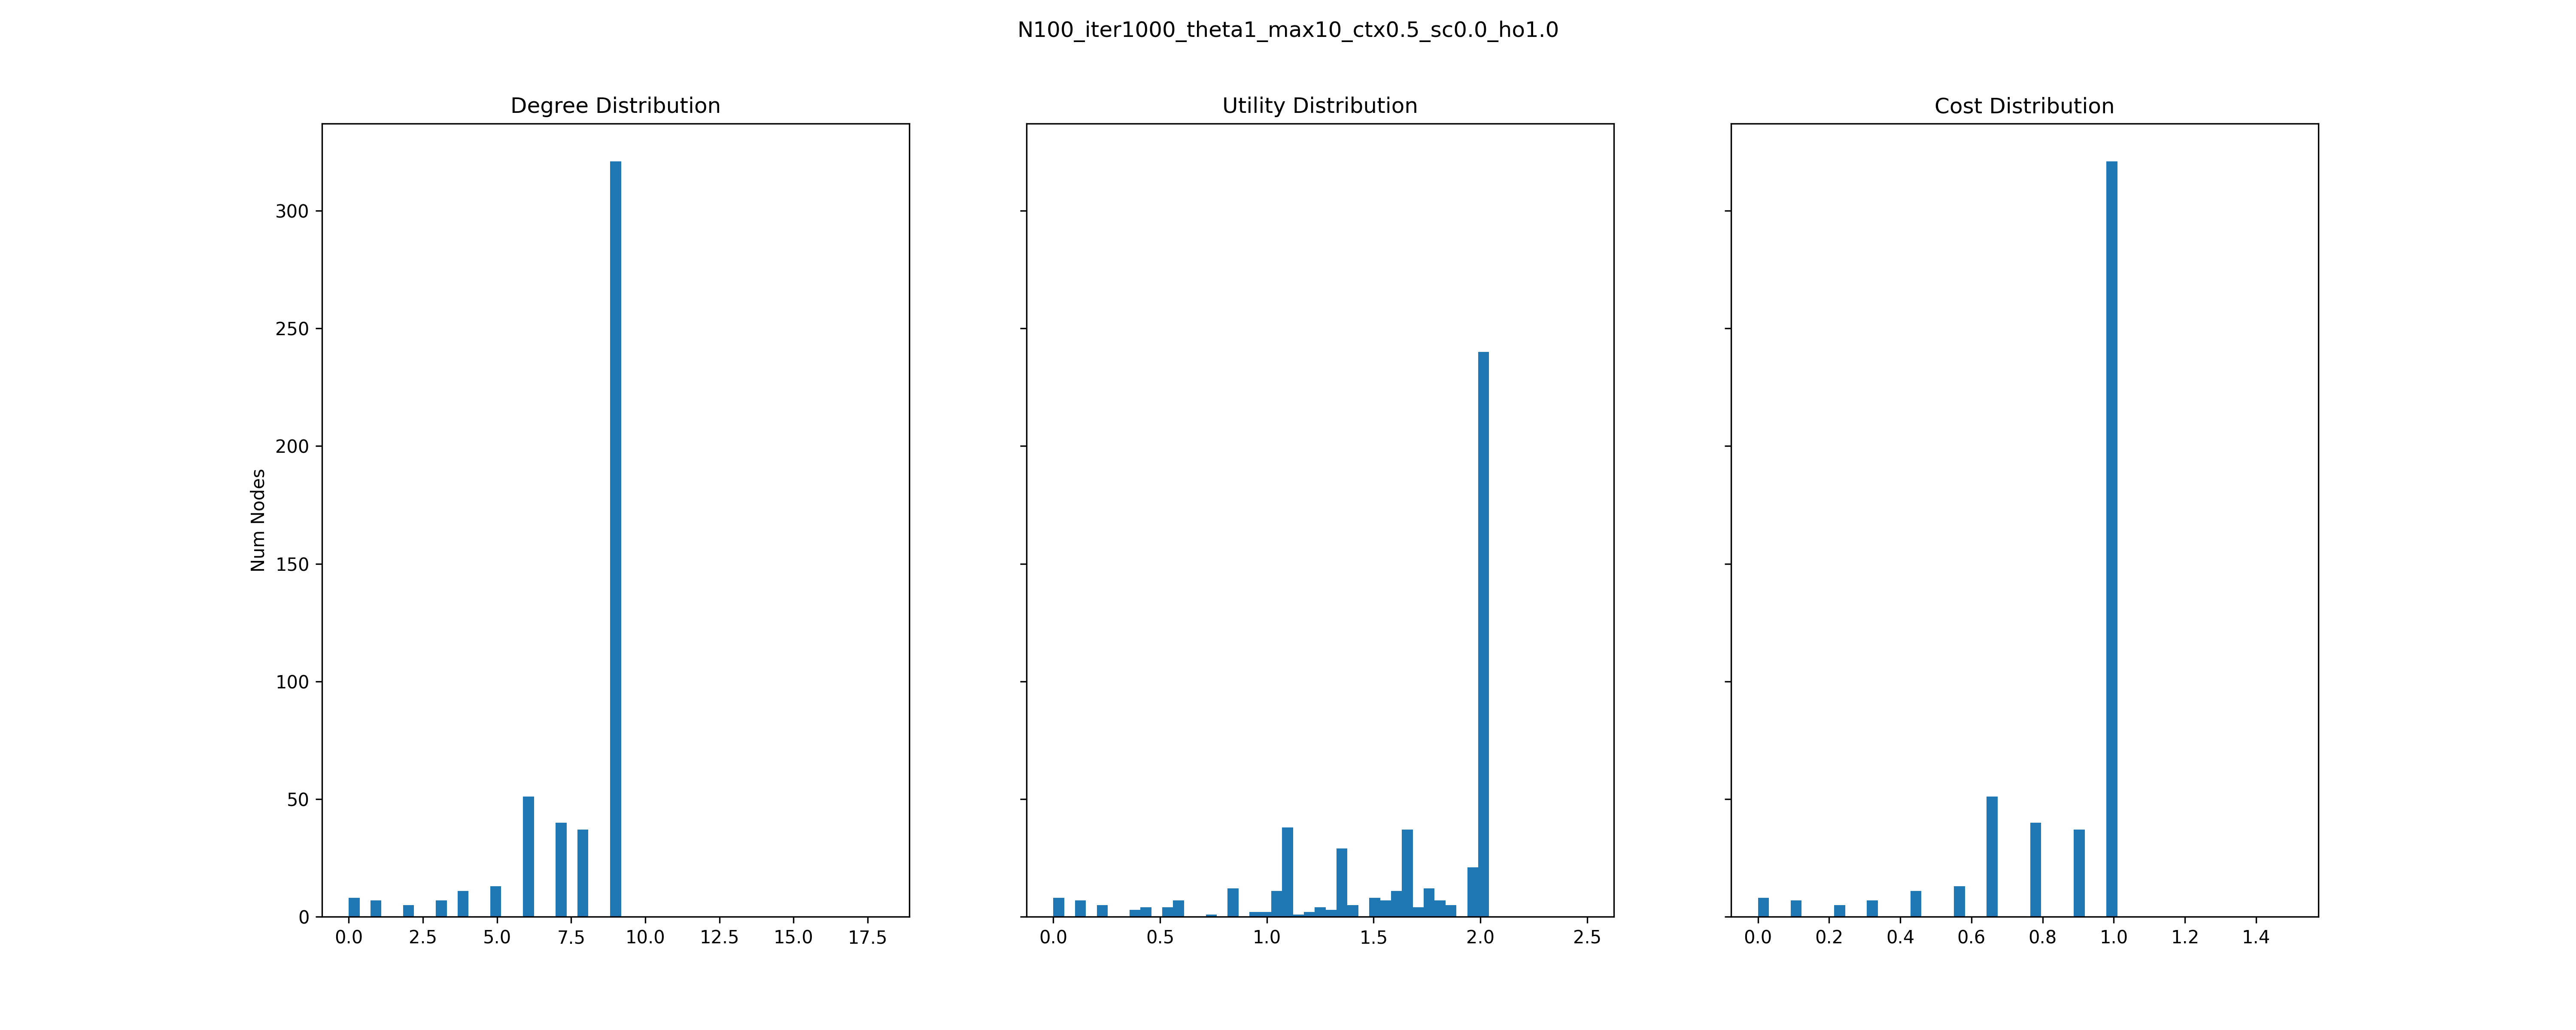 N100_iter1000_theta1_max10_ctx0.5_sc0.0_ho1.0
Degree Distribution
Utility Distribution
Cost Distribution
Num Nodes
300
250
200
150
100
50
0
0.0 2.5 5.0 7.5 10.0 12.5 15.0 17.5
0.0 0.5 1.0 1.5 2.0 2.5
0.0 0.2 0.4 0.6 0.8 1.0 1.2 1.4